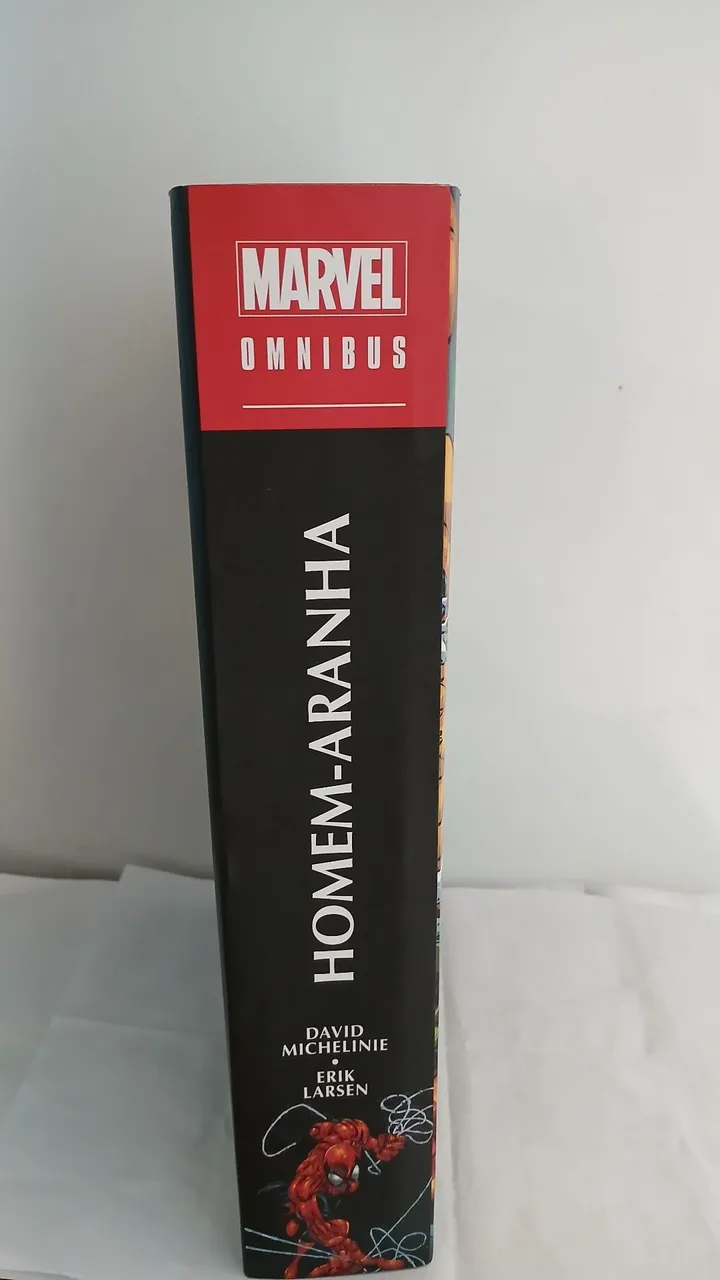 MARVEL
OMNIBUS
HOMEM-ARANHA
DAVID
MICHELINIE
•
ERIK
LARSEN